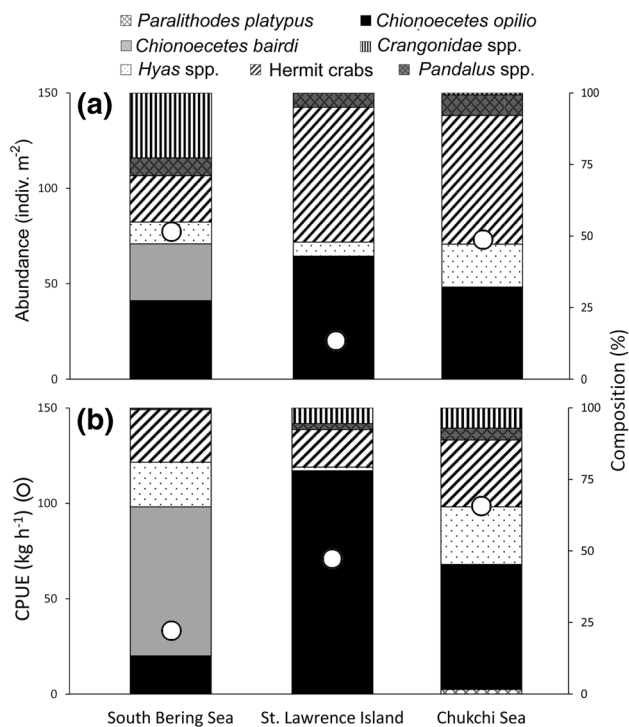 Paralithodes platypus Chionoecetes opilio
Chionoecetes bairdi Crangonidae spp.
Hyas spp. Hermit crabs Pandalus spp.
(a)
150
100
50
0
Abundance (indiv. m-2)
100
75
50
25
0
(b)
150
100
50
0
CPUE (kg h-1) (O)
100
75
50
25
0
Composition (%)
South Bering Sea St. Lawrence Island Chukchi Sea